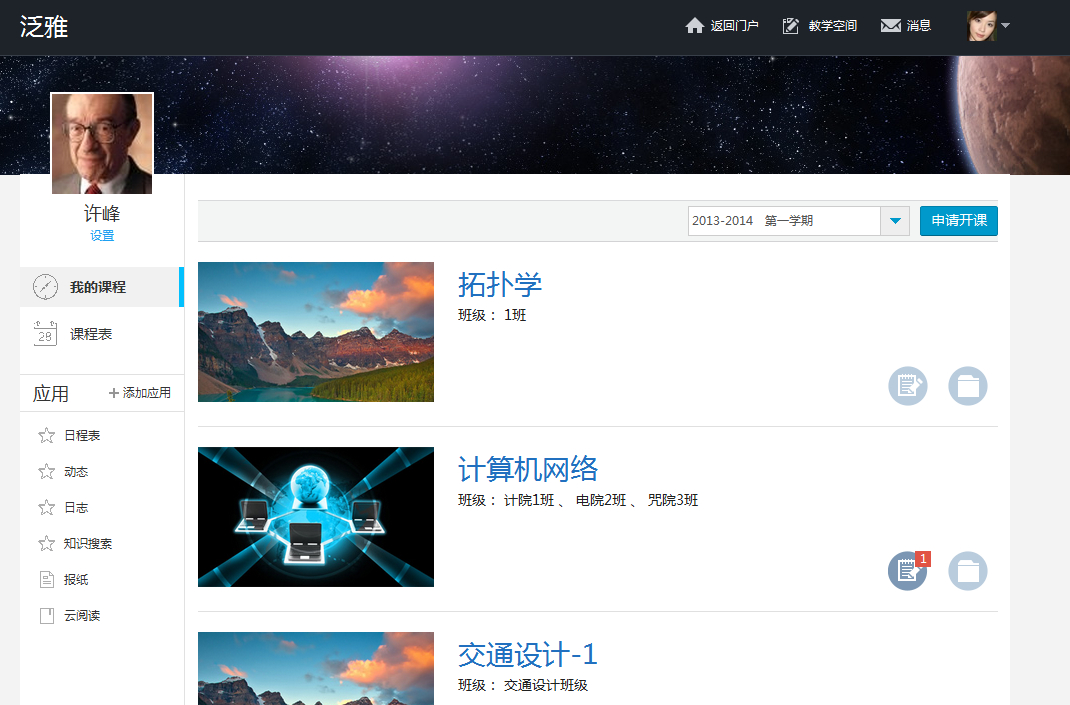 泛雅
返回门户
教学空间
消息
许峰
设置
我的课程
28
课程表
应用
添加应用
日程表
动态
日志
知识搜索
报纸
云阅读
2013-2014 第一学期
申请开课
拓扑学
班级： 1班
计算机网络
班级： 计院1班 、 电院2班 、 咒院3班
1
交通设计-1
班级： 交通设计班级